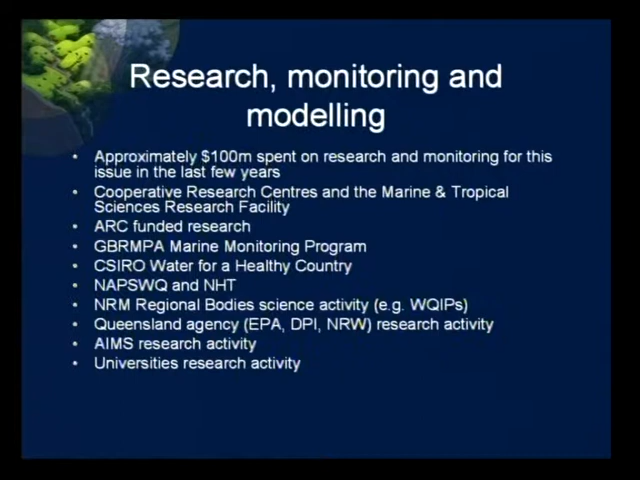 Research, monitoring and
modelling
• Approximately $100m spent on research and monitoring for this
issue in the last few years
• Cooperative Research Centres and the Marine & Tropical
Sciences Research Facility
• ARC funded research
• GBRMPA Marine Monitoring Program
• CSIRO Water for a Healthy Country
• NAPSWQ and NHT
• NRM Regional Bodies science activity (e.g. WQIPs)
• Queensland agency (EPA, DPI, NRW) research activity
• AIMS research activity
• Universities research activity